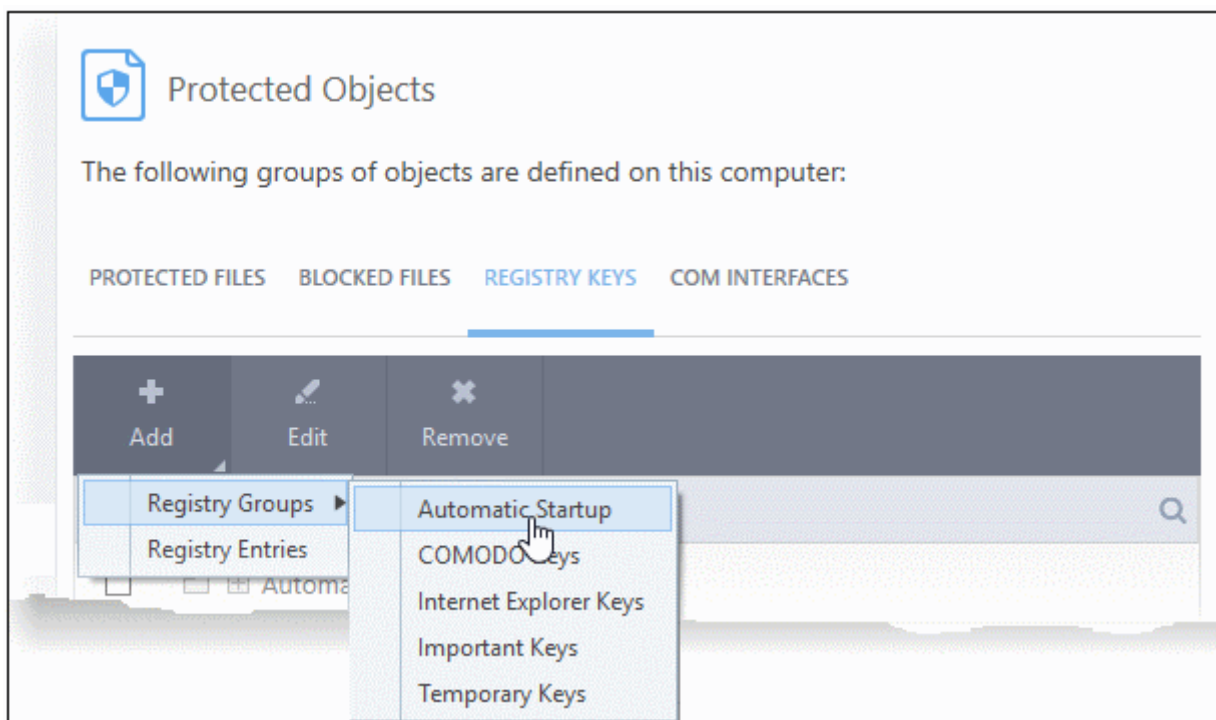 Protected Objects
The following groups of objects are defined on this computer:
PROTECTED FILES BLOCKED FILES REGISTRY KEYS COM INTERFACES
Add Edit Remove
Registry Groups
Registry Entries
Automatic Startup
COMODO Keys
Internet Explorer Keys
Important Keys
Temporary Keys